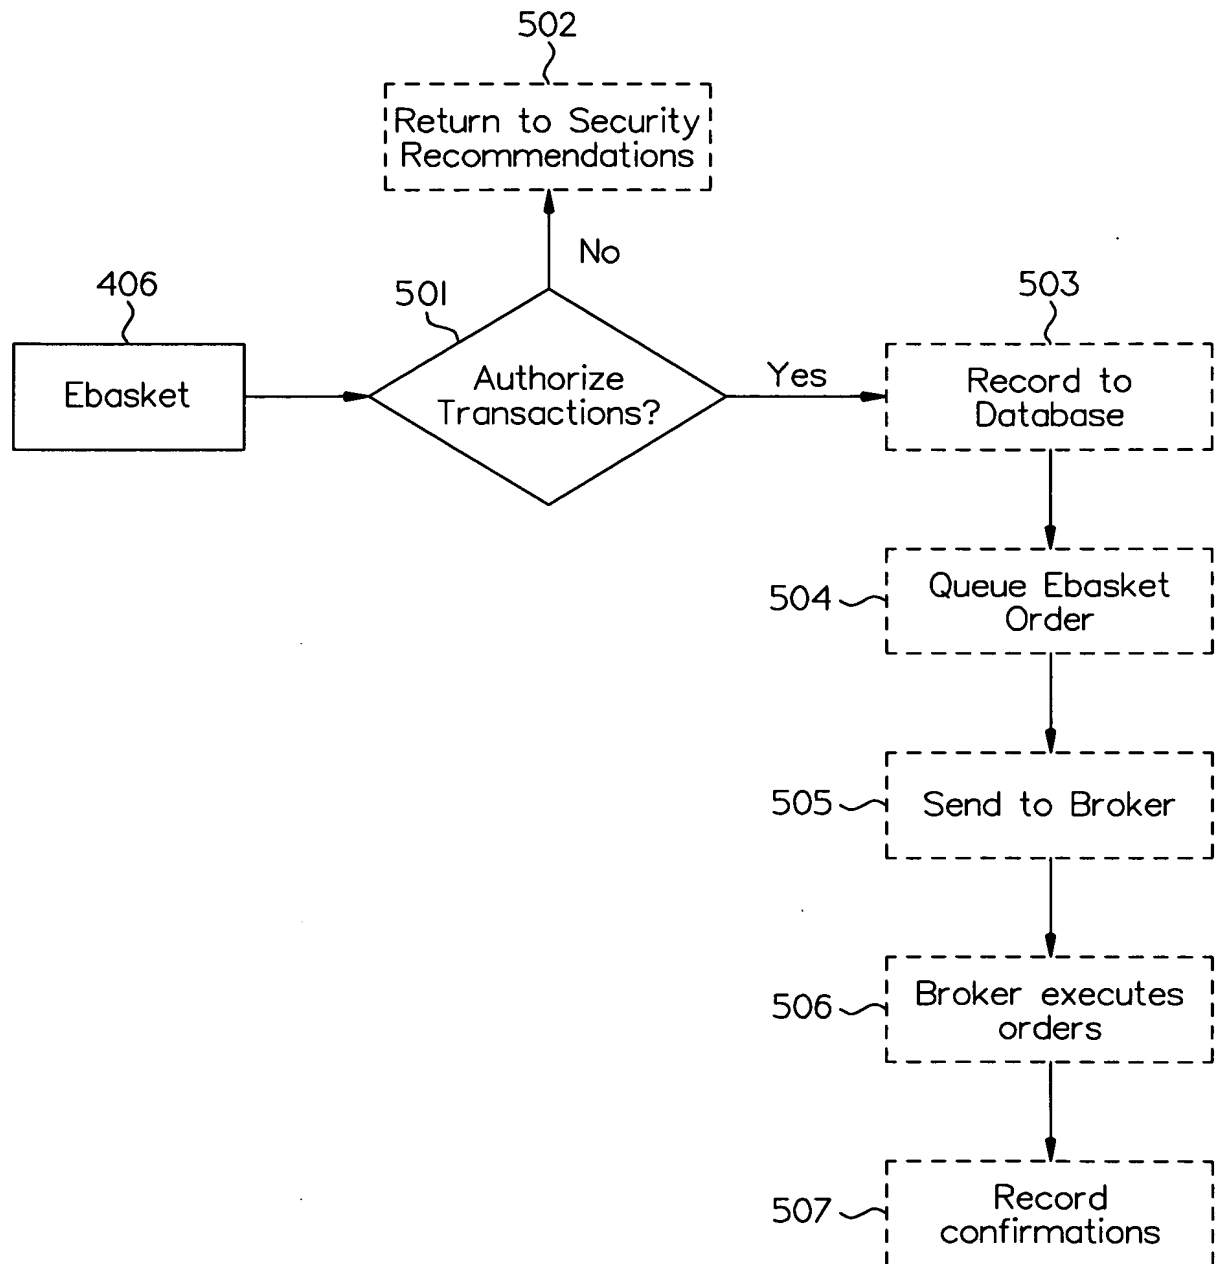 502
Return to Security
Recommendations
No
406
501
503
Ebasket
Authorize
Transactions?
Yes
Record to
Database
504
Queue Ebasket
Order
505
Send to Broker
506
Broker executes
orders
507
Record
confirmations